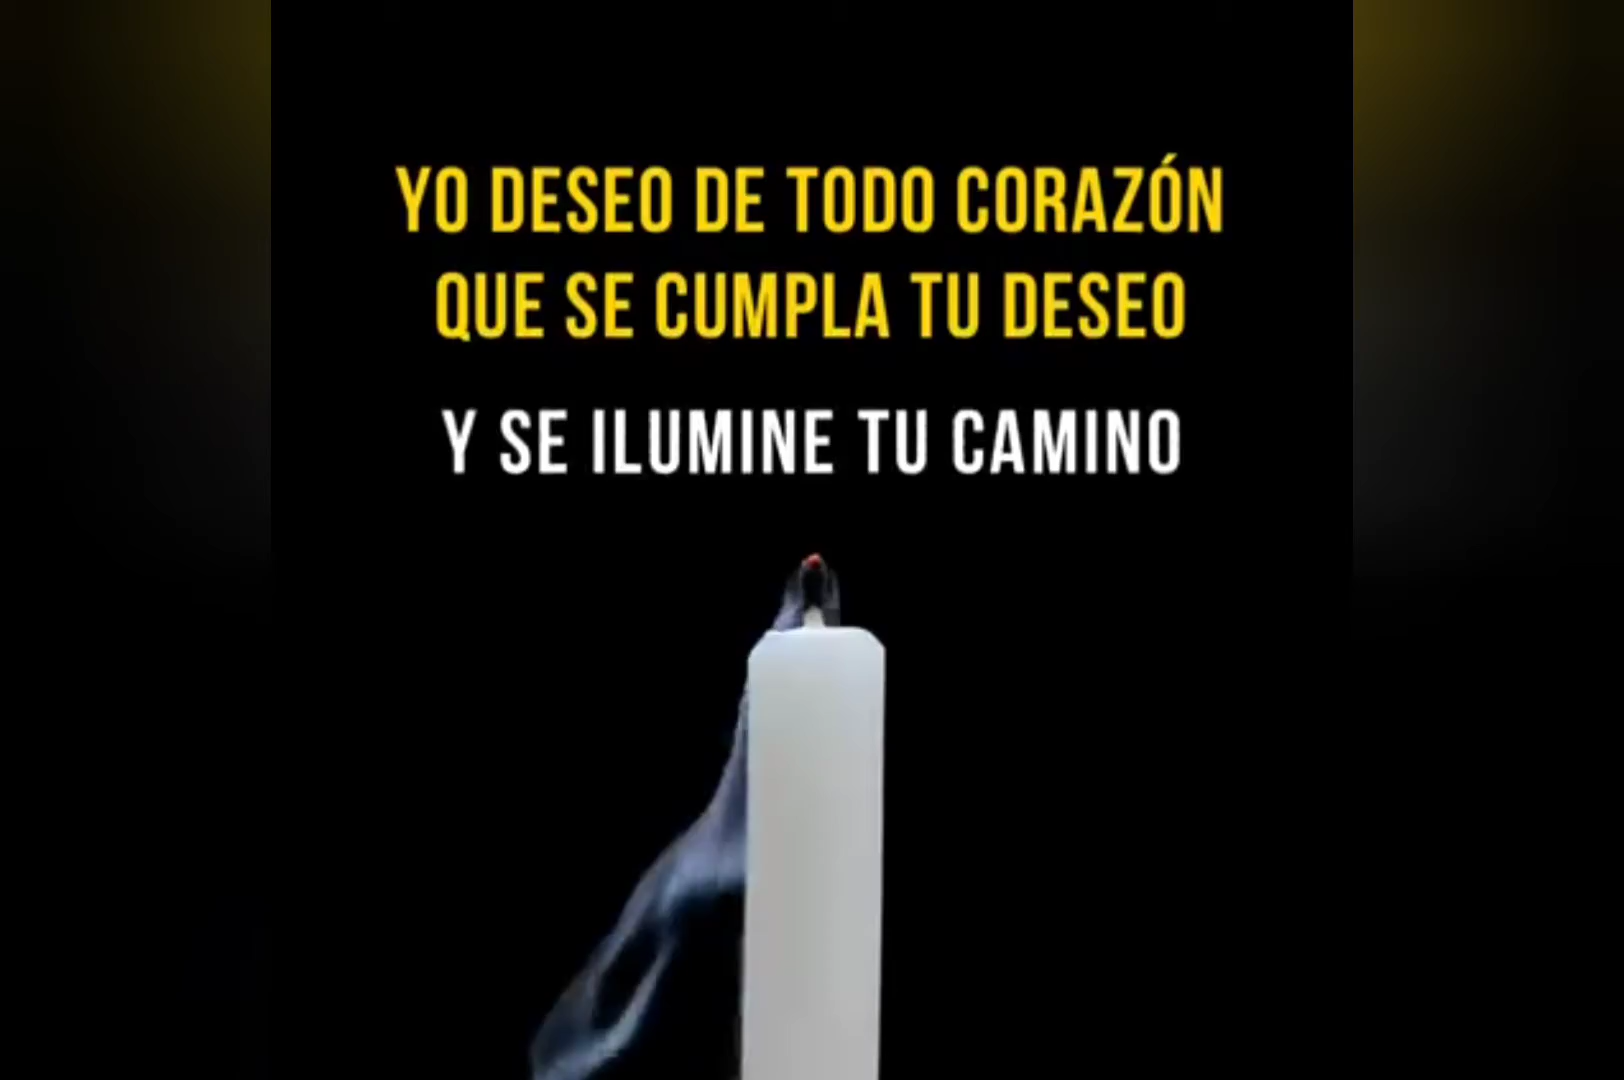 YO DESEO DE TODO CORAZÓN
QUE SE CUMPLA TU DESEO
Y SE ILUMINE TU CAMINO